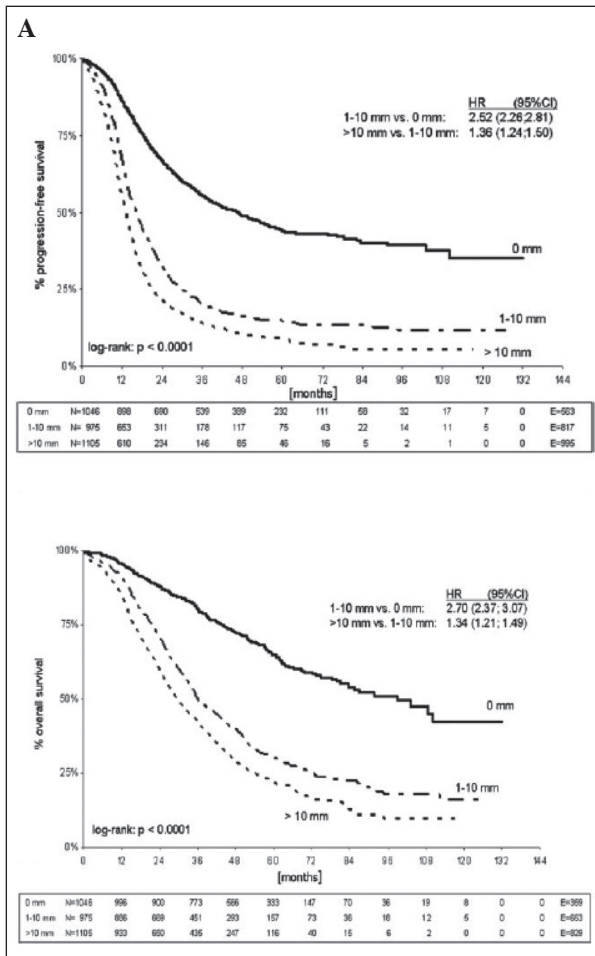 A
100%
75%
50%
25%
0%
% progression-free survival
HR (95%CI)
1-10 mm vs. 0 mm: 2.52 (2.26;2.81)
>10 mm vs. 1-10 mm: 1.36 (1.24;1.50)
0 mm
1-10 mm
> 10 mm
log-rank: p < 0.0001
0 12 24 36 48 60 72 84 96 108 120 132 144
[months]
0 mm N=1046 898 690 539 389 232 111 58 32 17 7 0 E=563
1-10 mm N= 975 653 311 178 117 75 43 22 14 11 5 0 E=817
>10 mm N=1105 610 234 146 85 46 16 5 2 1 0 0 E=995
100%
75%
50%
25%
0%
% overall survival
HR (95%CI)
1-10 mm vs. 0 mm: 2.70 (2.37; 3.07)
>10 mm vs. 1-10 mm: 1.34 (1.21; 1.49)
0 mm
1-10 mm
> 10 mm
log-rank: p < 0.0001
0 12 24 36 48 60 72 84 96 108 120 132 144
[months]
0 mm N=1046 996 900 773 566 333 147 70 36 19 8 0 0 E=369
1-10 mm N= 975 886 669 451 293 157 73 36 18 12 5 0 0 E=663
>10 mm N=1105 933 660 435 247 116 40 15 6 2 0 0 0 E=829